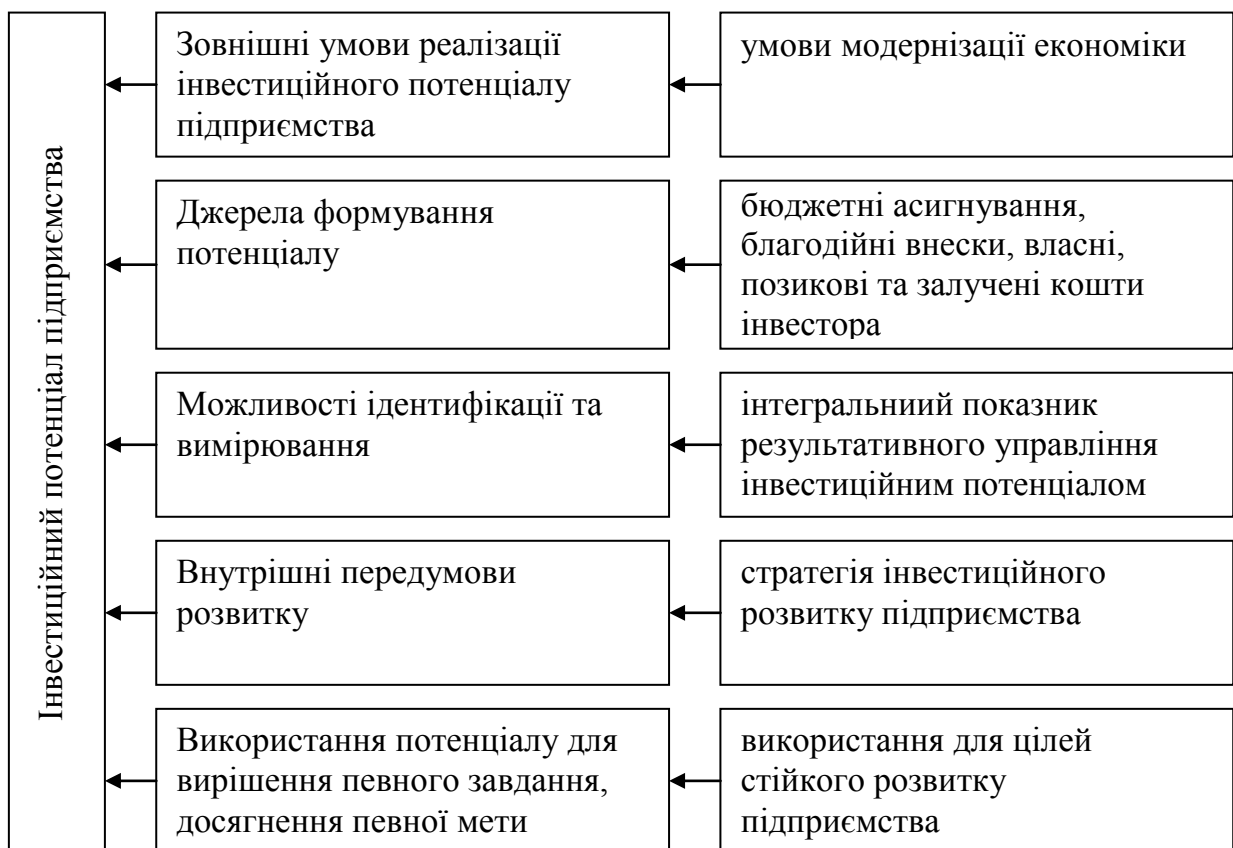 Інвестиційний потенціал підприємства
Зовнішні умови реалізації
інвестиційного потенціалу
підприємства
умови модернізації економіки
Джерела формування
потенціалу
бюджетні асигнування,
благодійні внески, власні,
позикові та залучені кошти
інвестора
Можливості ідентифікації та
вимірювання
інтегральниий показник
результативного управління
інвестиційним потенціалом
Внутрішні передумови
розвитку
стратегія інвестиційного
розвитку підприємства
Використання потенціалу для
вирішення певного завдання,
досягнення певної мети
використання для цілей
стійкого розвитку
підприємства